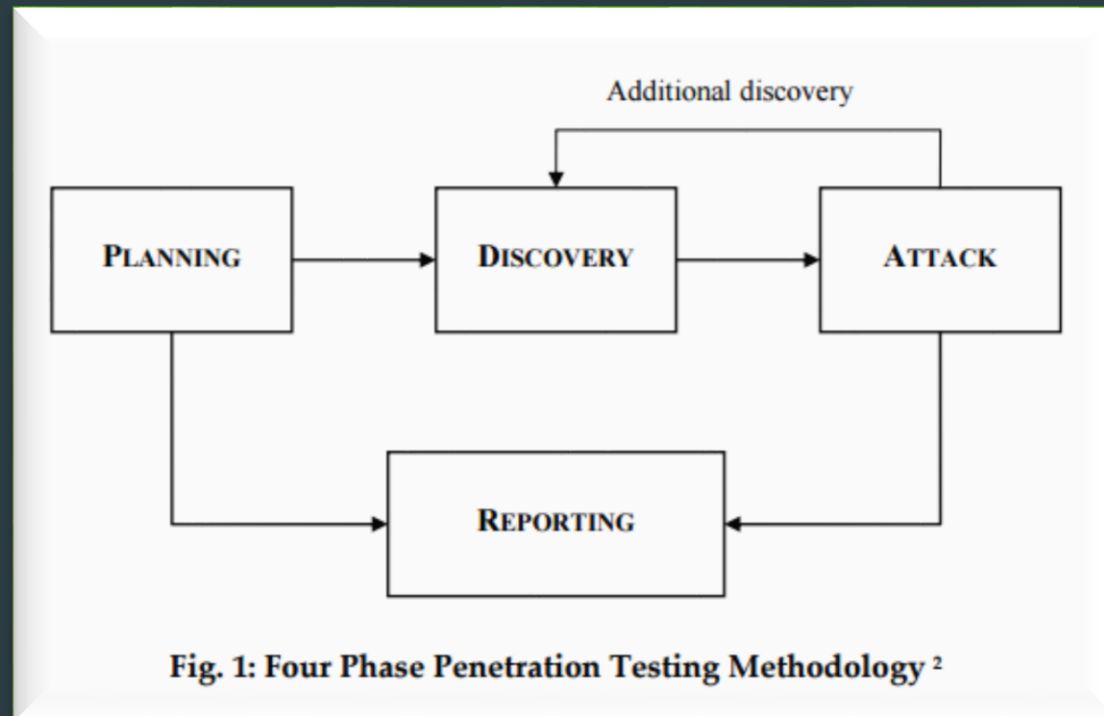 Additional discovery
PLANNING
DISCOVERY
ATTACK
REPORTING
Fig. 1: Four Phase Penetration Testing Methodology ²